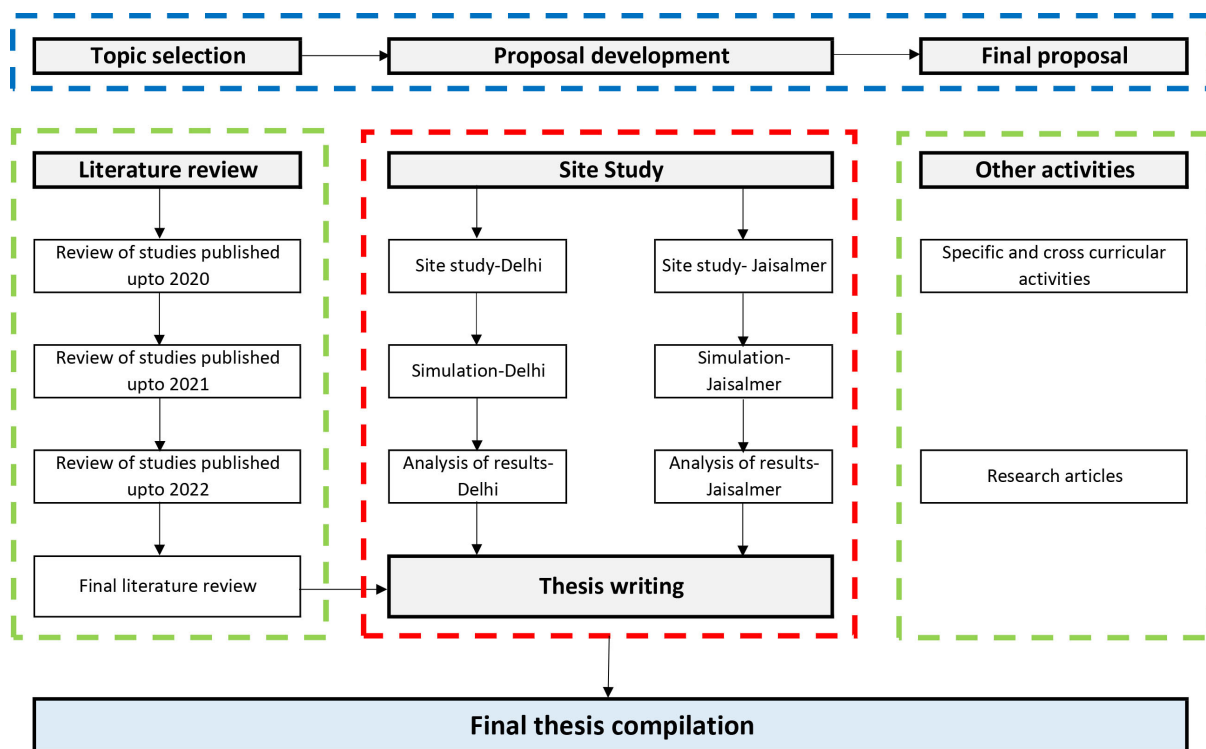 Topic selection
Proposal development
Final proposal
Literature review
Review of studies published
upto 2020
Review of studies published
upto 2021
Review of studies published
upto 2022
Final literature review
Site Study
Site study-Delhi
Simulation-Delhi
Analysis of results-
Delhi
Site study- Jaisalmer
Simulation-
Jaisalmer
Analysis of results-
Jaisalmer
Thesis writing
Other activities
Specific and cross curricular
activities
Research articles
Final thesis compilation